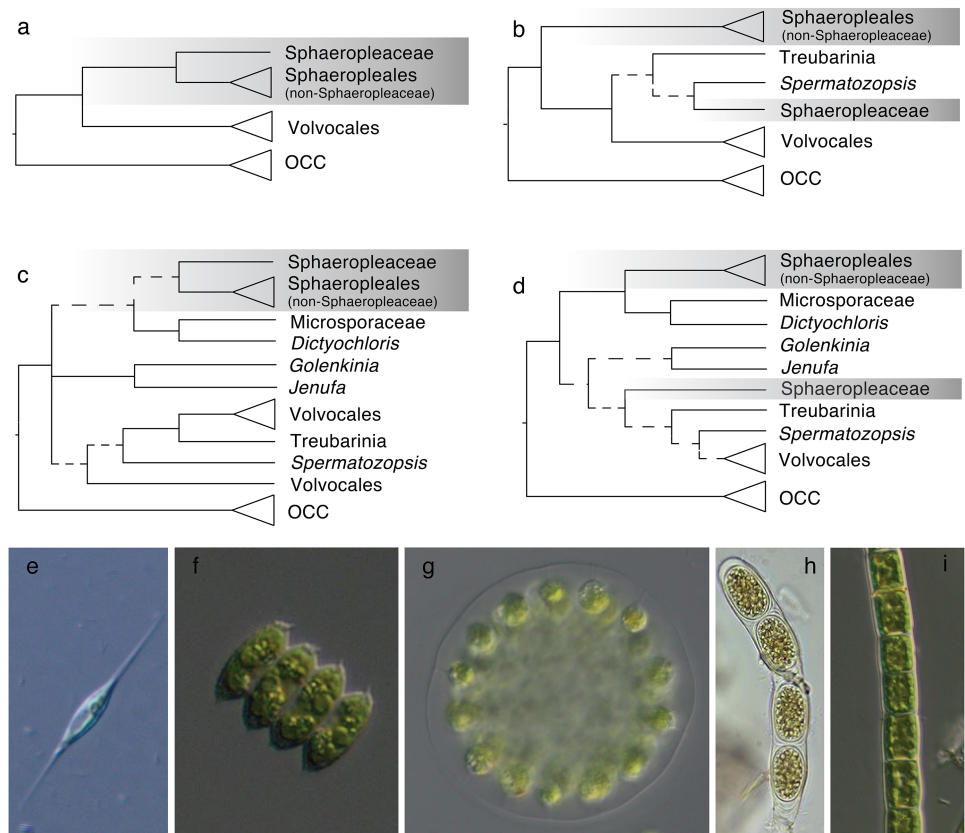 a
Sphaeropleaceae
Sphaeropleales
(non-Sphaeropleaceae)
Volvocales
OCC
b
Sphaeropleales
(non-Sphaeropleaceae)
Treubarinia
Spermatozopsis
Sphaeropleaceae
Volvocales
OCC
c
Sphaeropleaceae
Sphaeropleales
(non-Sphaeropleaceae)
Microsporaceae
Dictyochloris
Golenkinia
Jenufa
Volvocales
Treubarinia
Spermatozopsis
Volvocales
OCC
d
Sphaeropleales
(non-Sphaeropleaceae)
Microsporaceae
Dictyochloris
Golenkinia
Jenufa
Sphaeropleaceae
Treubarinia
Spermatozopsis
Volvocales
OCC
e
f
g
h
i